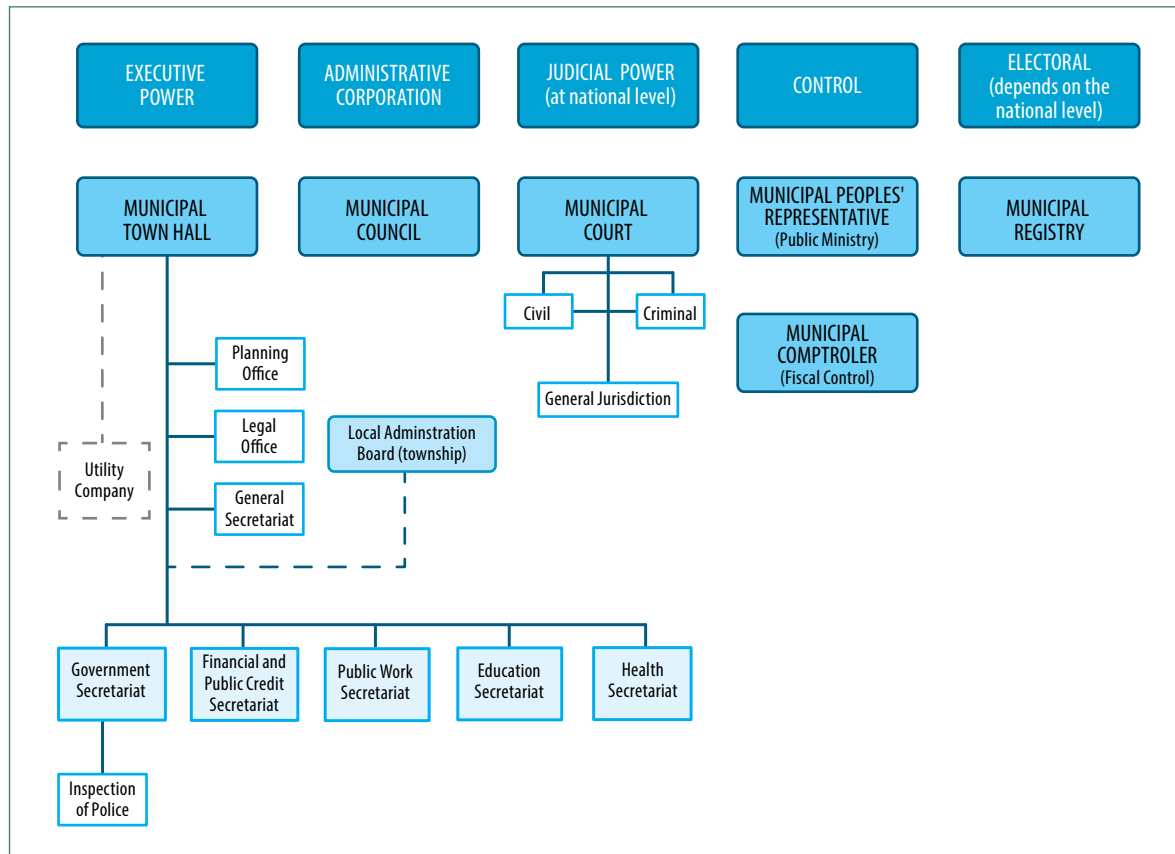 EXECUTIVE
POWER
ADMINISTRATIVE
CORPORATION
JUDICIAL POWER
(at national level)
CONTROL
ELECTORAL
(depends on the
national level)
MUNICIPAL
TOWN HALL
MUNICIPAL
COUNCIL
MUNICIPAL
COURT
MUNICIPAL PEOPLES'
REPRESENTATIVE
(Public Ministry)
MUNICIPAL
REGISTRY
Civil
Criminal
MUNICIPAL
COMPTROLER
(Fiscal Control)
Planning
Office
General Jurisdiction
Legal
Office
Local Adminstration
Board (township)
Utility
Company
General
Secretariat
Government
Secretariat
Financial and
Public Credit
Secretariat
Public Work
Secretariat
Education
Secretariat
Health
Secretariat
Inspection
of Police